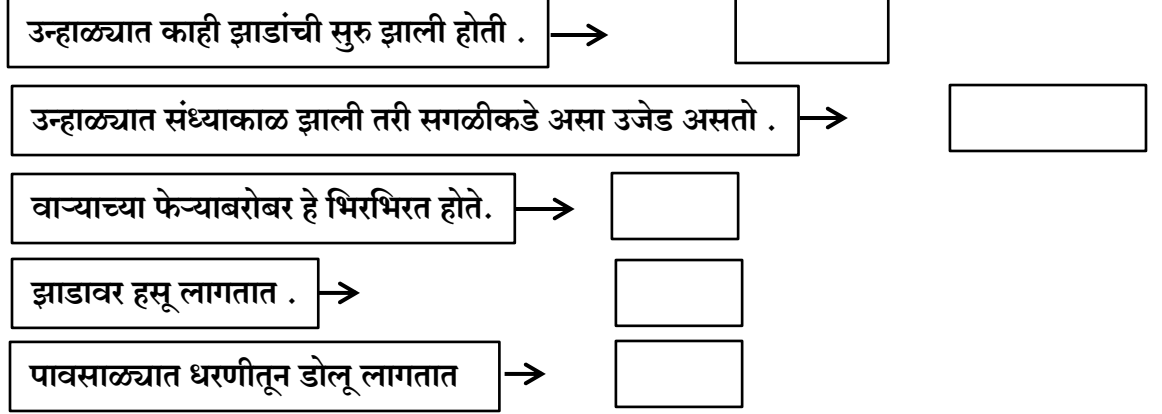 उन्हाळ्यात काही झाडांची सुरु झाली होती .
उन्हाळ्यात संध्याकाळ झाली तरी सगळीकडे असा उजेड असतो .
वाऱ्याच्या फेऱ्याबरोबर हे भिरभिरत होते.
झाडावर हसू लागतात .
पावसाळ्यात धरणीतून डोलू लागतात